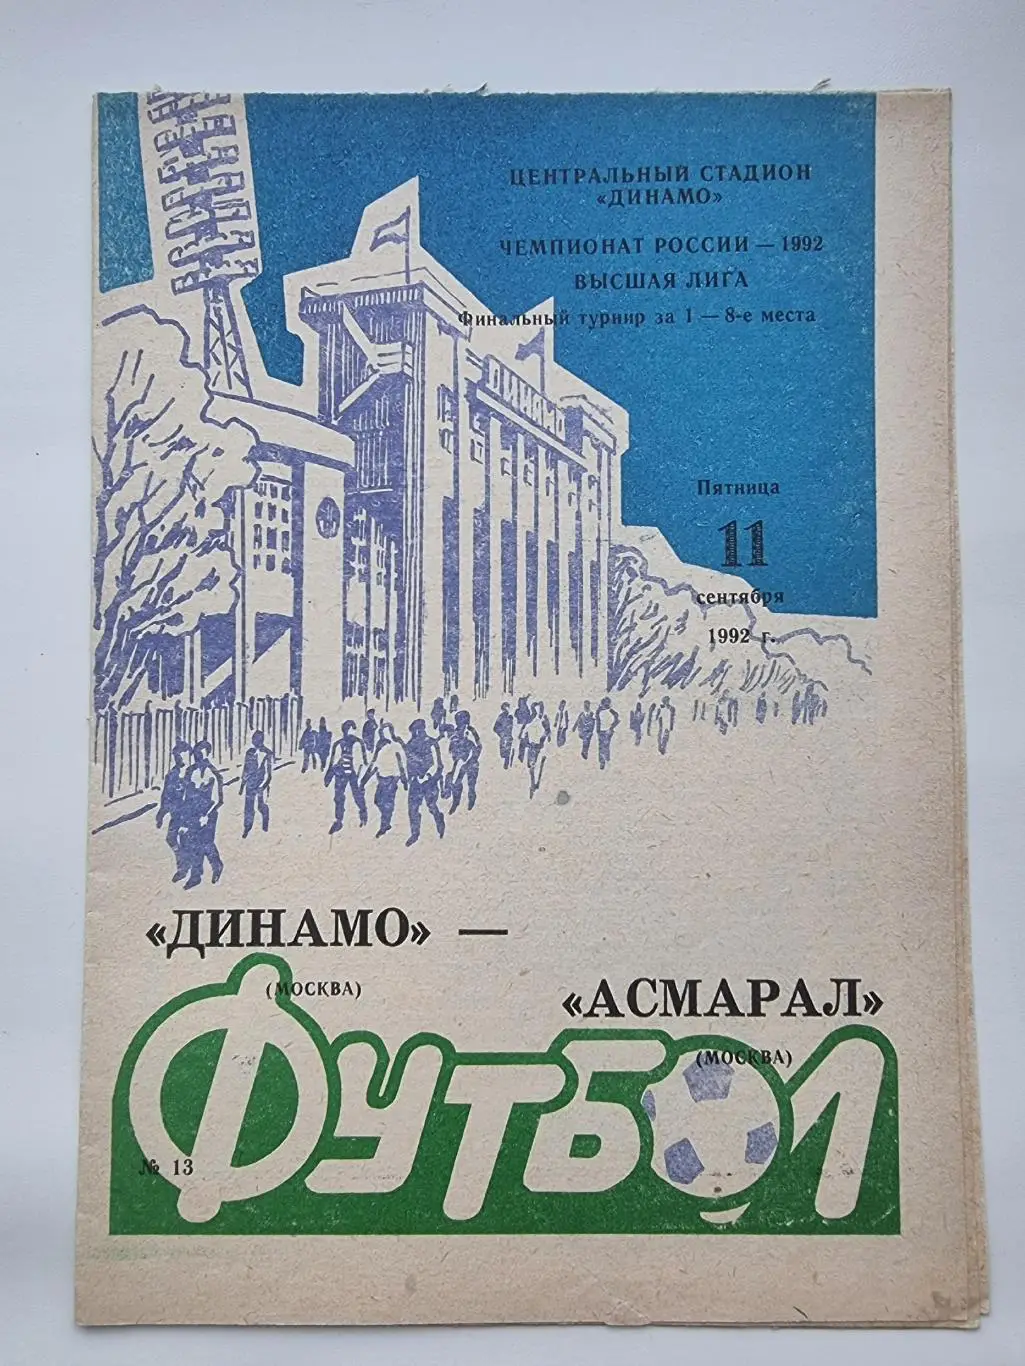 ЦЕНТРАЛЬНЫЙ СТАДИОН
«ДИНАМО»
ЧЕМПИОНАТ РОССИИ — 1992
ВЫСШАЯ ЛИГА
Финальный турнир за 1 — 8-е места
ДИНАМО
Пятница
11
сентября
1992 г.
«ДИНАМО» —
(МОСКВА)
«АСМАРАЛ»
(МОСКВА)
ФУТБОЛ
№ 13